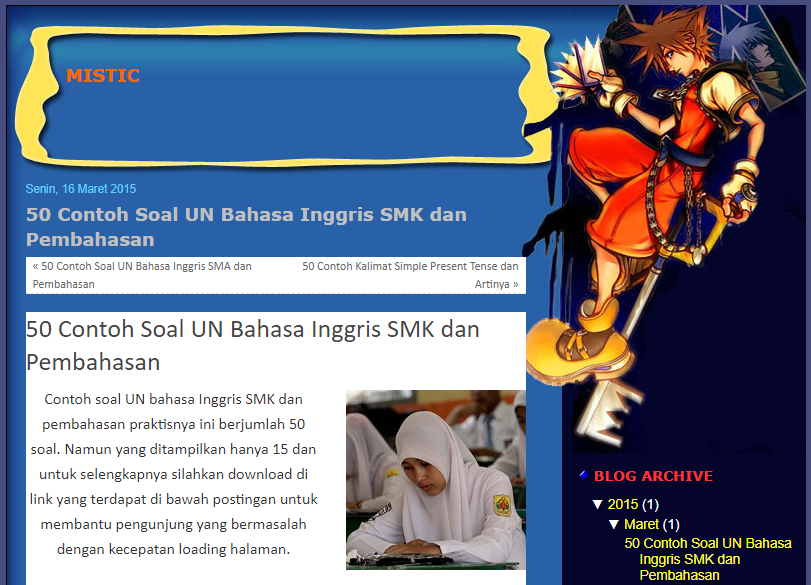 MISTIC
Senin, 16 Maret 2015
50 Contoh Soal UN Bahasa Inggris SMK dan
Pembahasan
« 50 Contoh Soal UN Bahasa Inggris SMA dan
Pembahasan
50 Contoh Kalimat Simple Present Tense dan
Artinya »
50 Contoh Soal UN Bahasa Inggris SMK dan
Pembahasan
Contoh soal UN bahasa Inggris SMK dan
pembahasan praktisnya ini berjumlah 50
soal. Namun yang ditampilkan hanya 15 dan
untuk selengkapnya silahkan download di
link yang terdapat di bawah postingan untuk
membantu pengunjung yang bermasalah
dengan kecepatan loading halaman.
BLOG ARCHIVE
▼ 2015 (1)
▼ Maret (1)
50 Contoh Soal UN Bahasa
Inggris SMK dan
Pembahasan